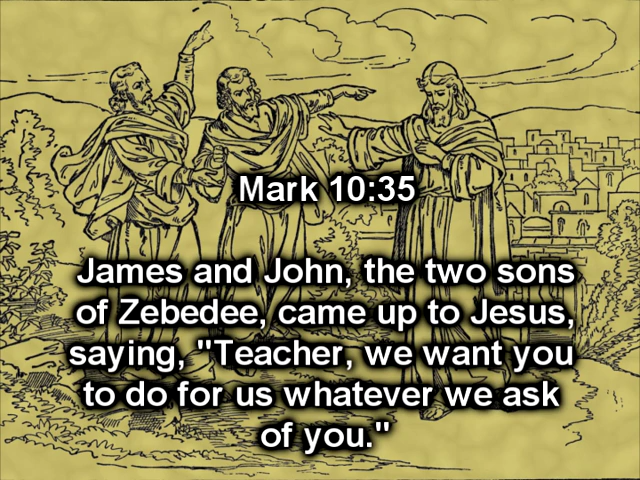 Mark 10:35
James and John, the two sons
of Zebedee, came up to Jesus,
saying, "Teacher, we want you
to do for us whatever we ask
of you."